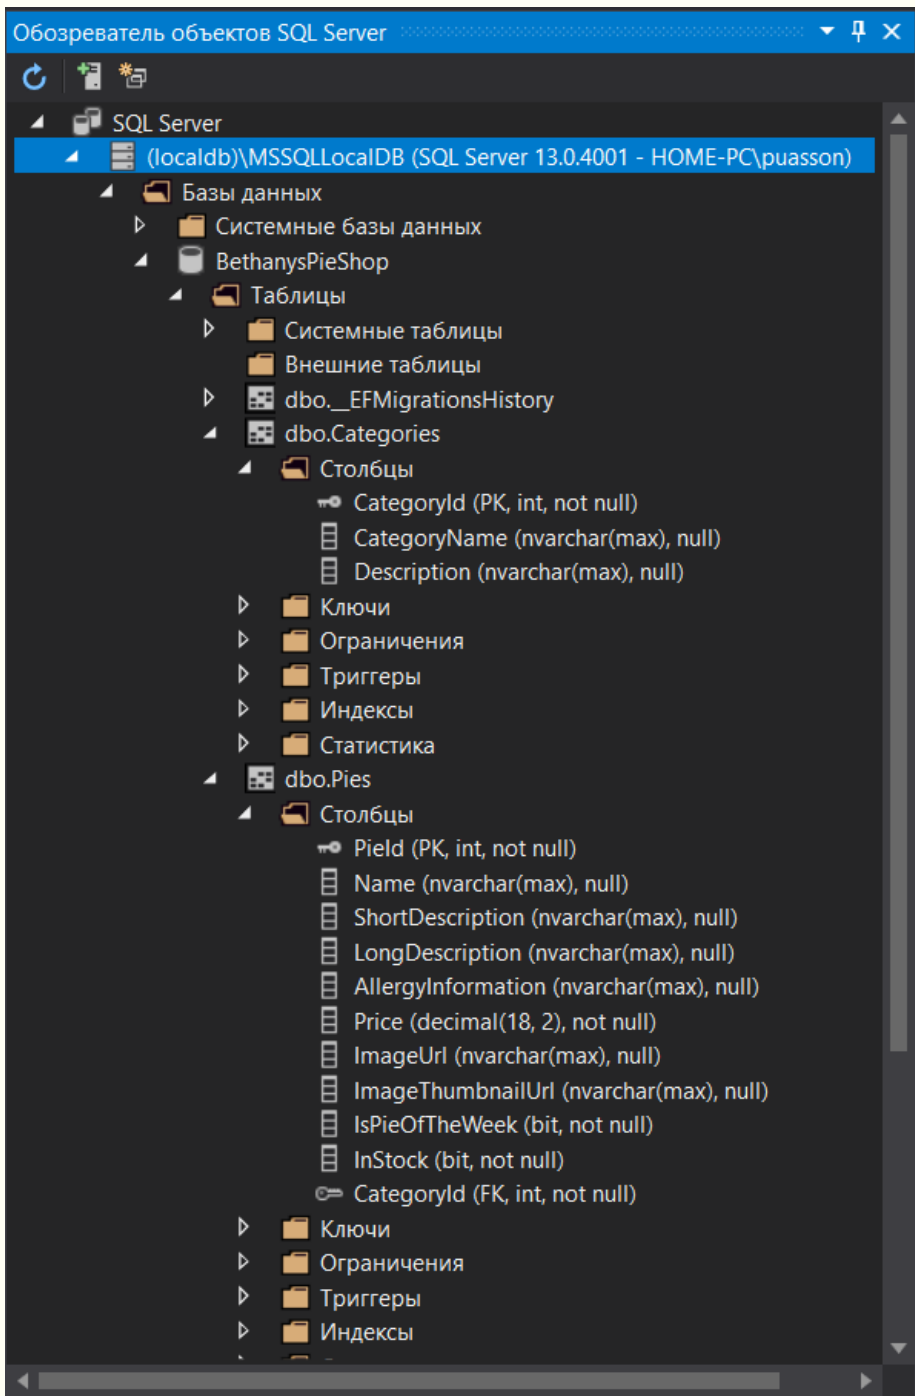 Обозреватель объектов SQL Server
SQL Server
(localdb)\MSSQLLocalDB (SQL Server 13.0.4001 - HOME-PC\puasson)
Базы данных
Системные базы данных
BethanysPieShop
Таблицы
Системные таблицы
Внешние таблицы
dbo.__EFMigrationsHistory
dbo.Categories
Столбцы
CategoryId (PK, int, not null)
CategoryName (nvarchar(max), null)
Description (nvarchar(max), null)
Ключи
Ограничения
Триггеры
Индексы
Статистика
dbo.Pies
Столбцы
PieId (PK, int, not null)
Name (nvarchar(max), null)
ShortDescription (nvarchar(max), null)
LongDescription (nvarchar(max), null)
AllergyInformation (nvarchar(max), null)
Price (decimal(18, 2), not null)
ImageUrl (nvarchar(max), null)
ImageThumbnailUrl (nvarchar(max), null)
IsPieOfTheWeek (bit, not null)
InStock (bit, not null)
CategoryId (FK, int, not null)
Ключи
Ограничения
Триггеры
Индексы